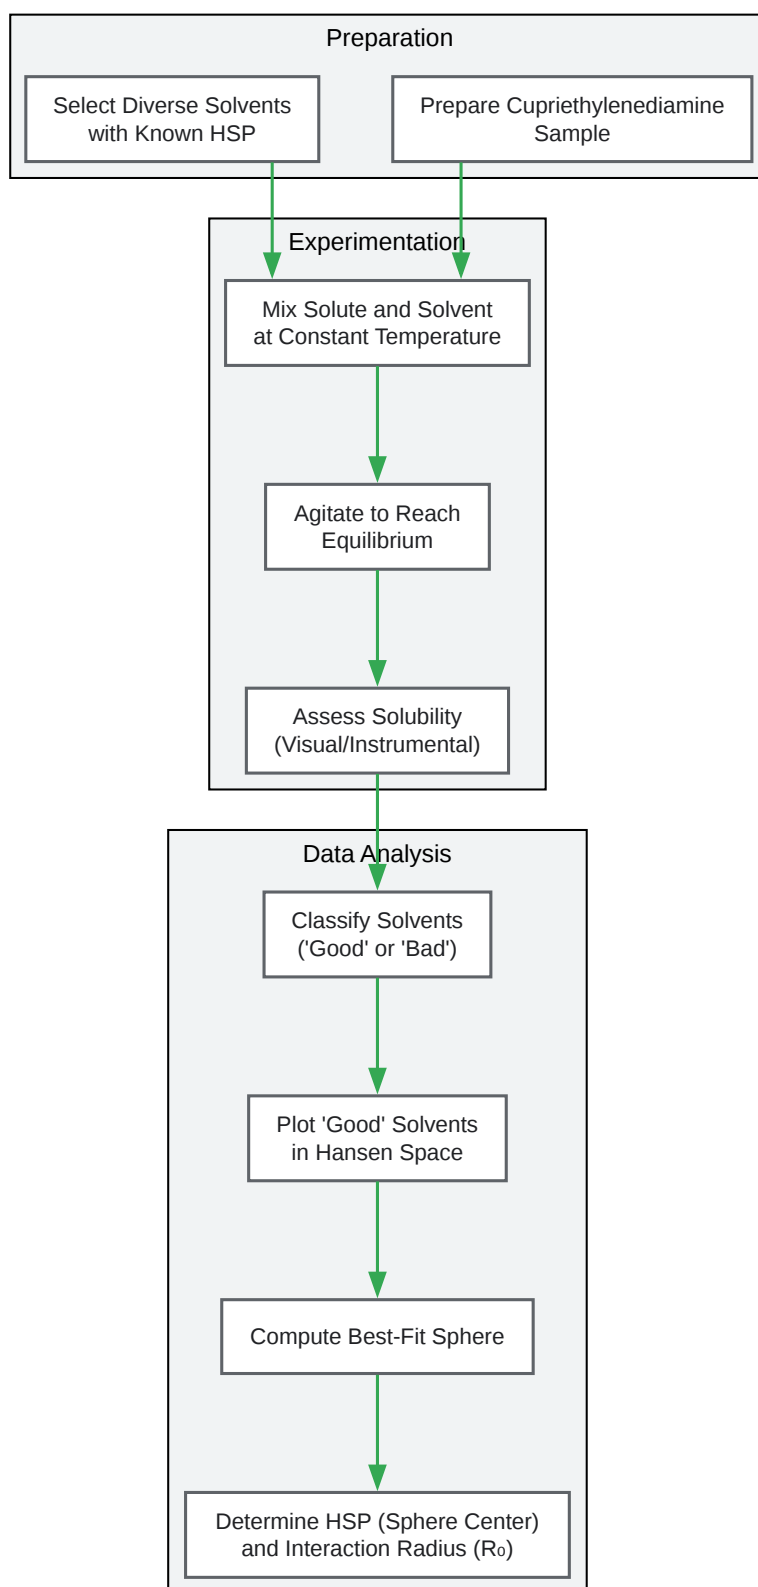 Preparation
Select Diverse Solvents
with Known HSP
Prepare Cupriethylenediamine
Sample
Experimentation
Mix Solute and Solvent
at Constant Temperature
Agitate to Reach
Equilibrium
Assess Solubility
(Visual/Instrumental)
Data Analysis
Classify Solvents
('Good' or 'Bad')
Plot 'Good' Solvents
in Hansen Space
Compute Best-Fit Sphere
Determine HSP (Sphere Center)
and Interaction Radius (R₀)